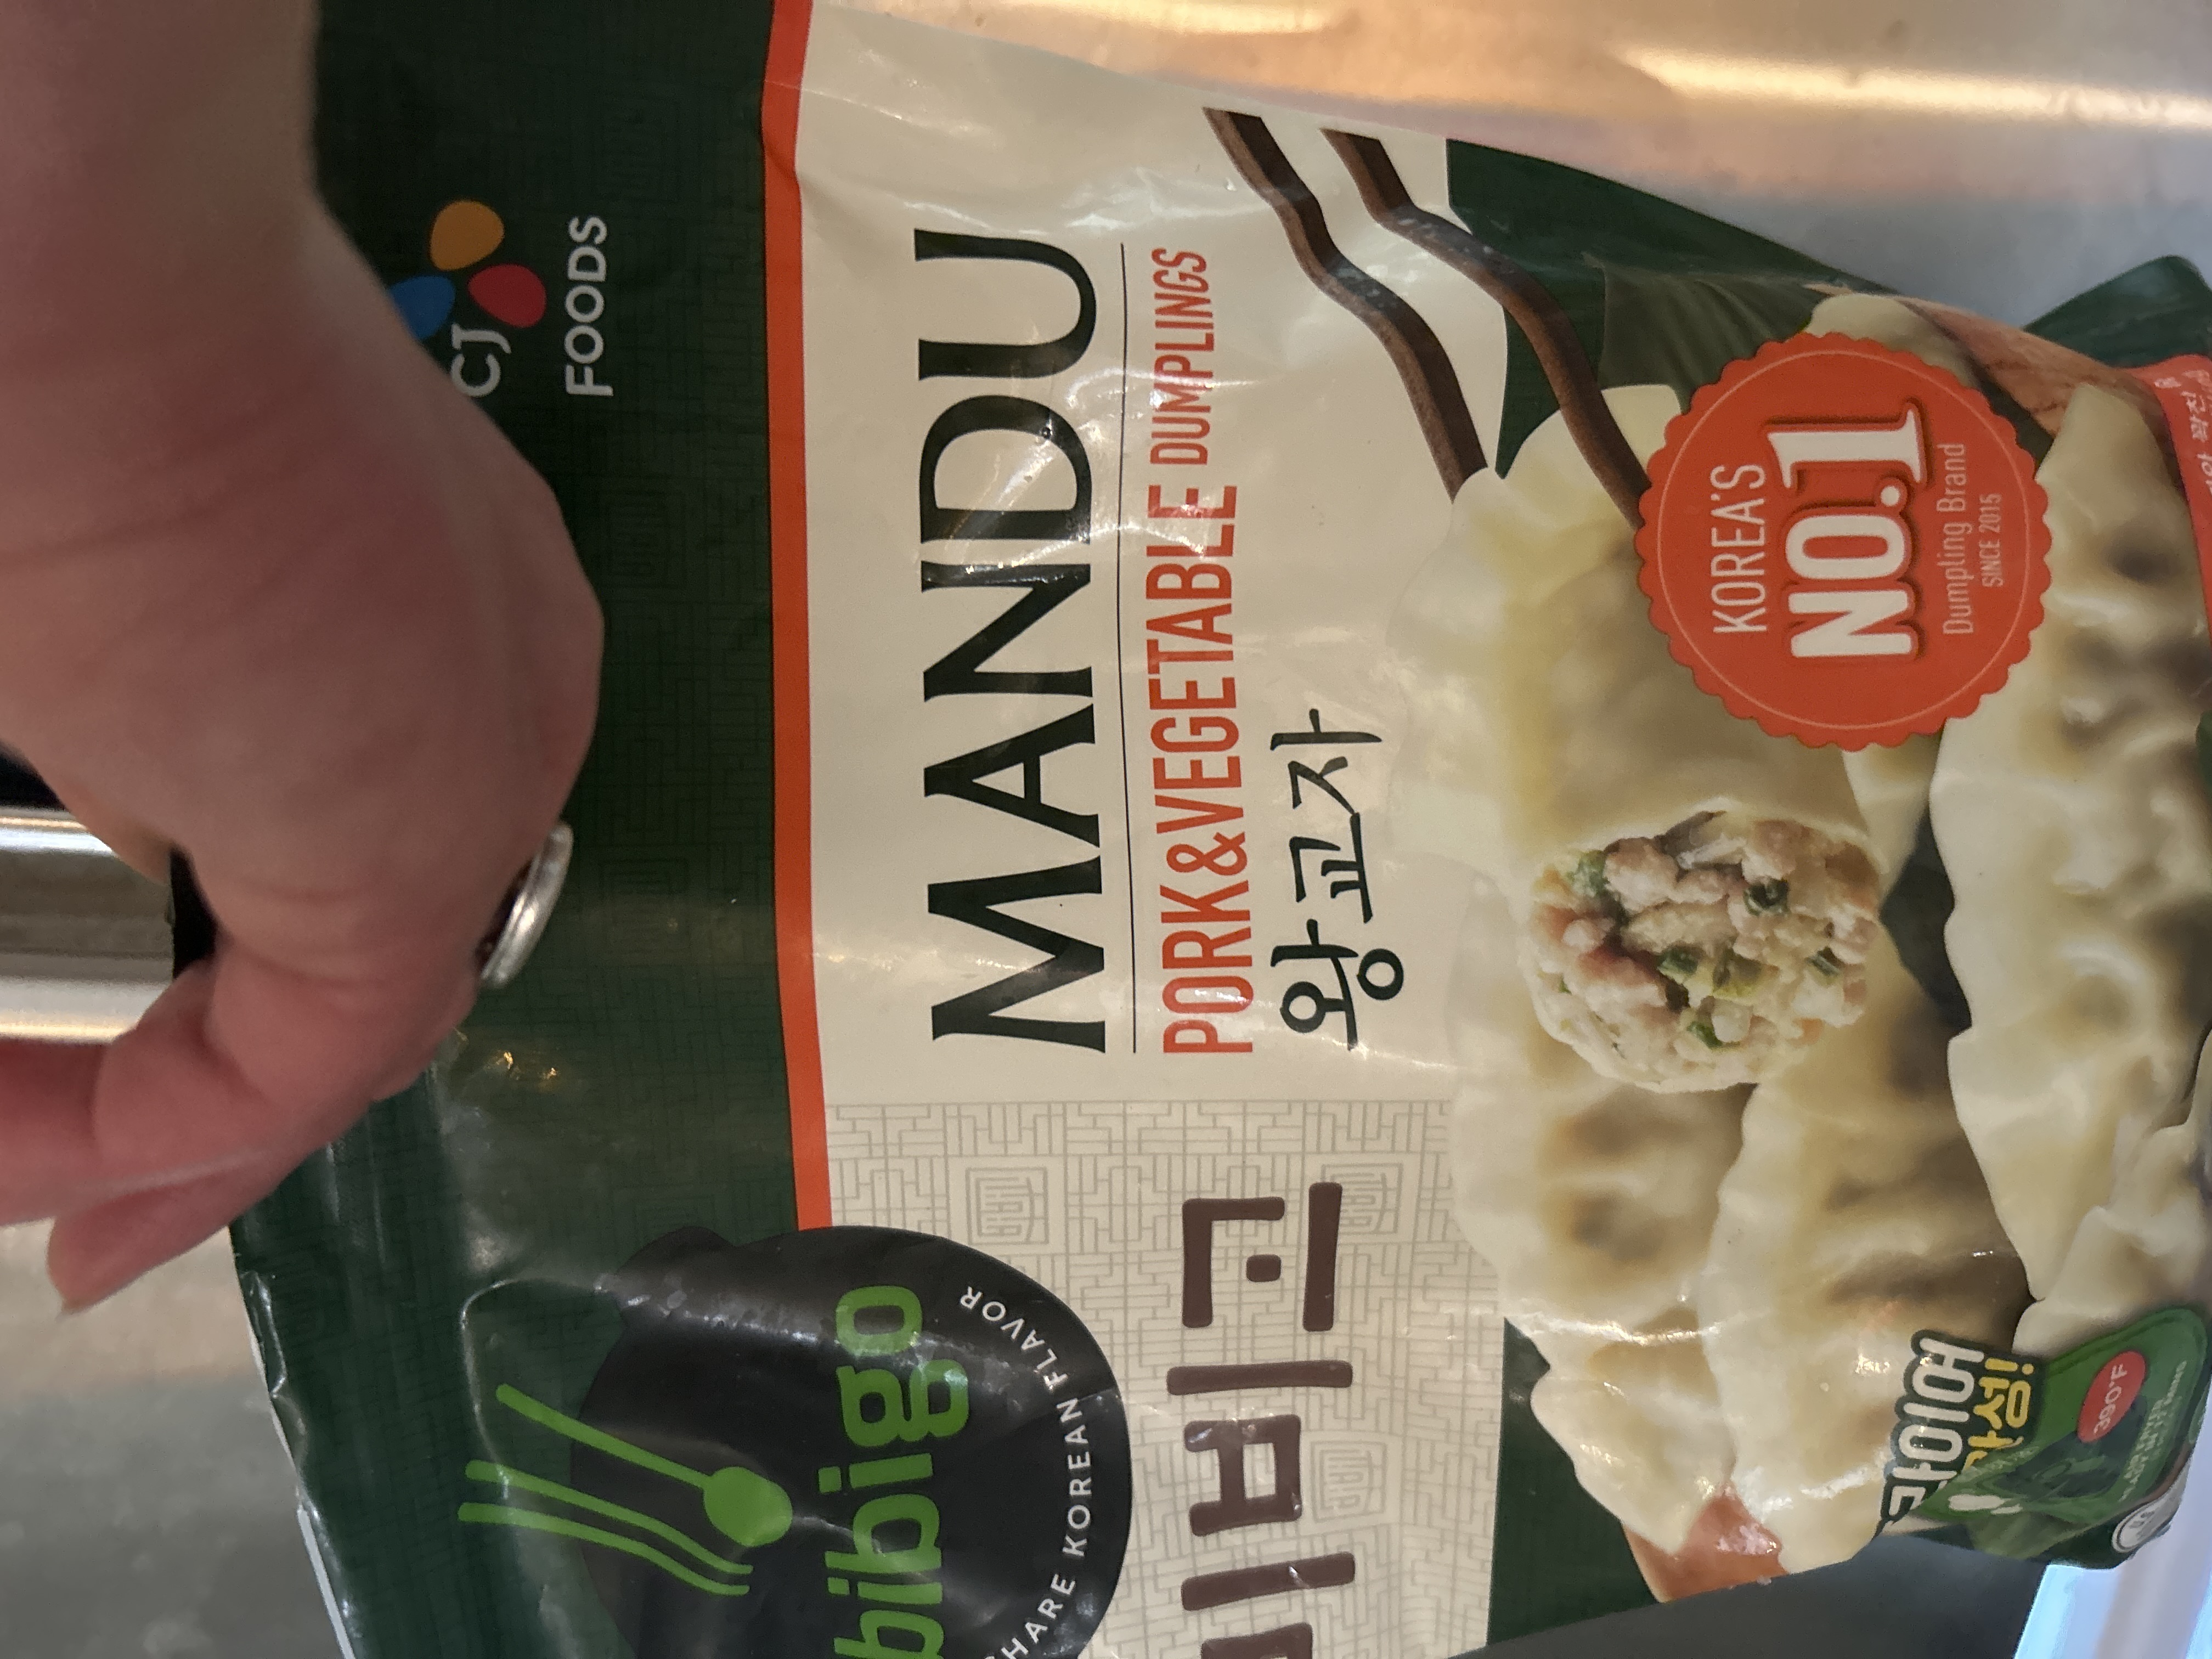 CJ
FOODS
bibigo
SHARE KOREAN FLAVOR
MANDU
PORK&VEGETABLE DUMPLINGS
왕교자
비비고
KOREA'S
NO.1
Dumpling Brand
SINCE 2015
390°F